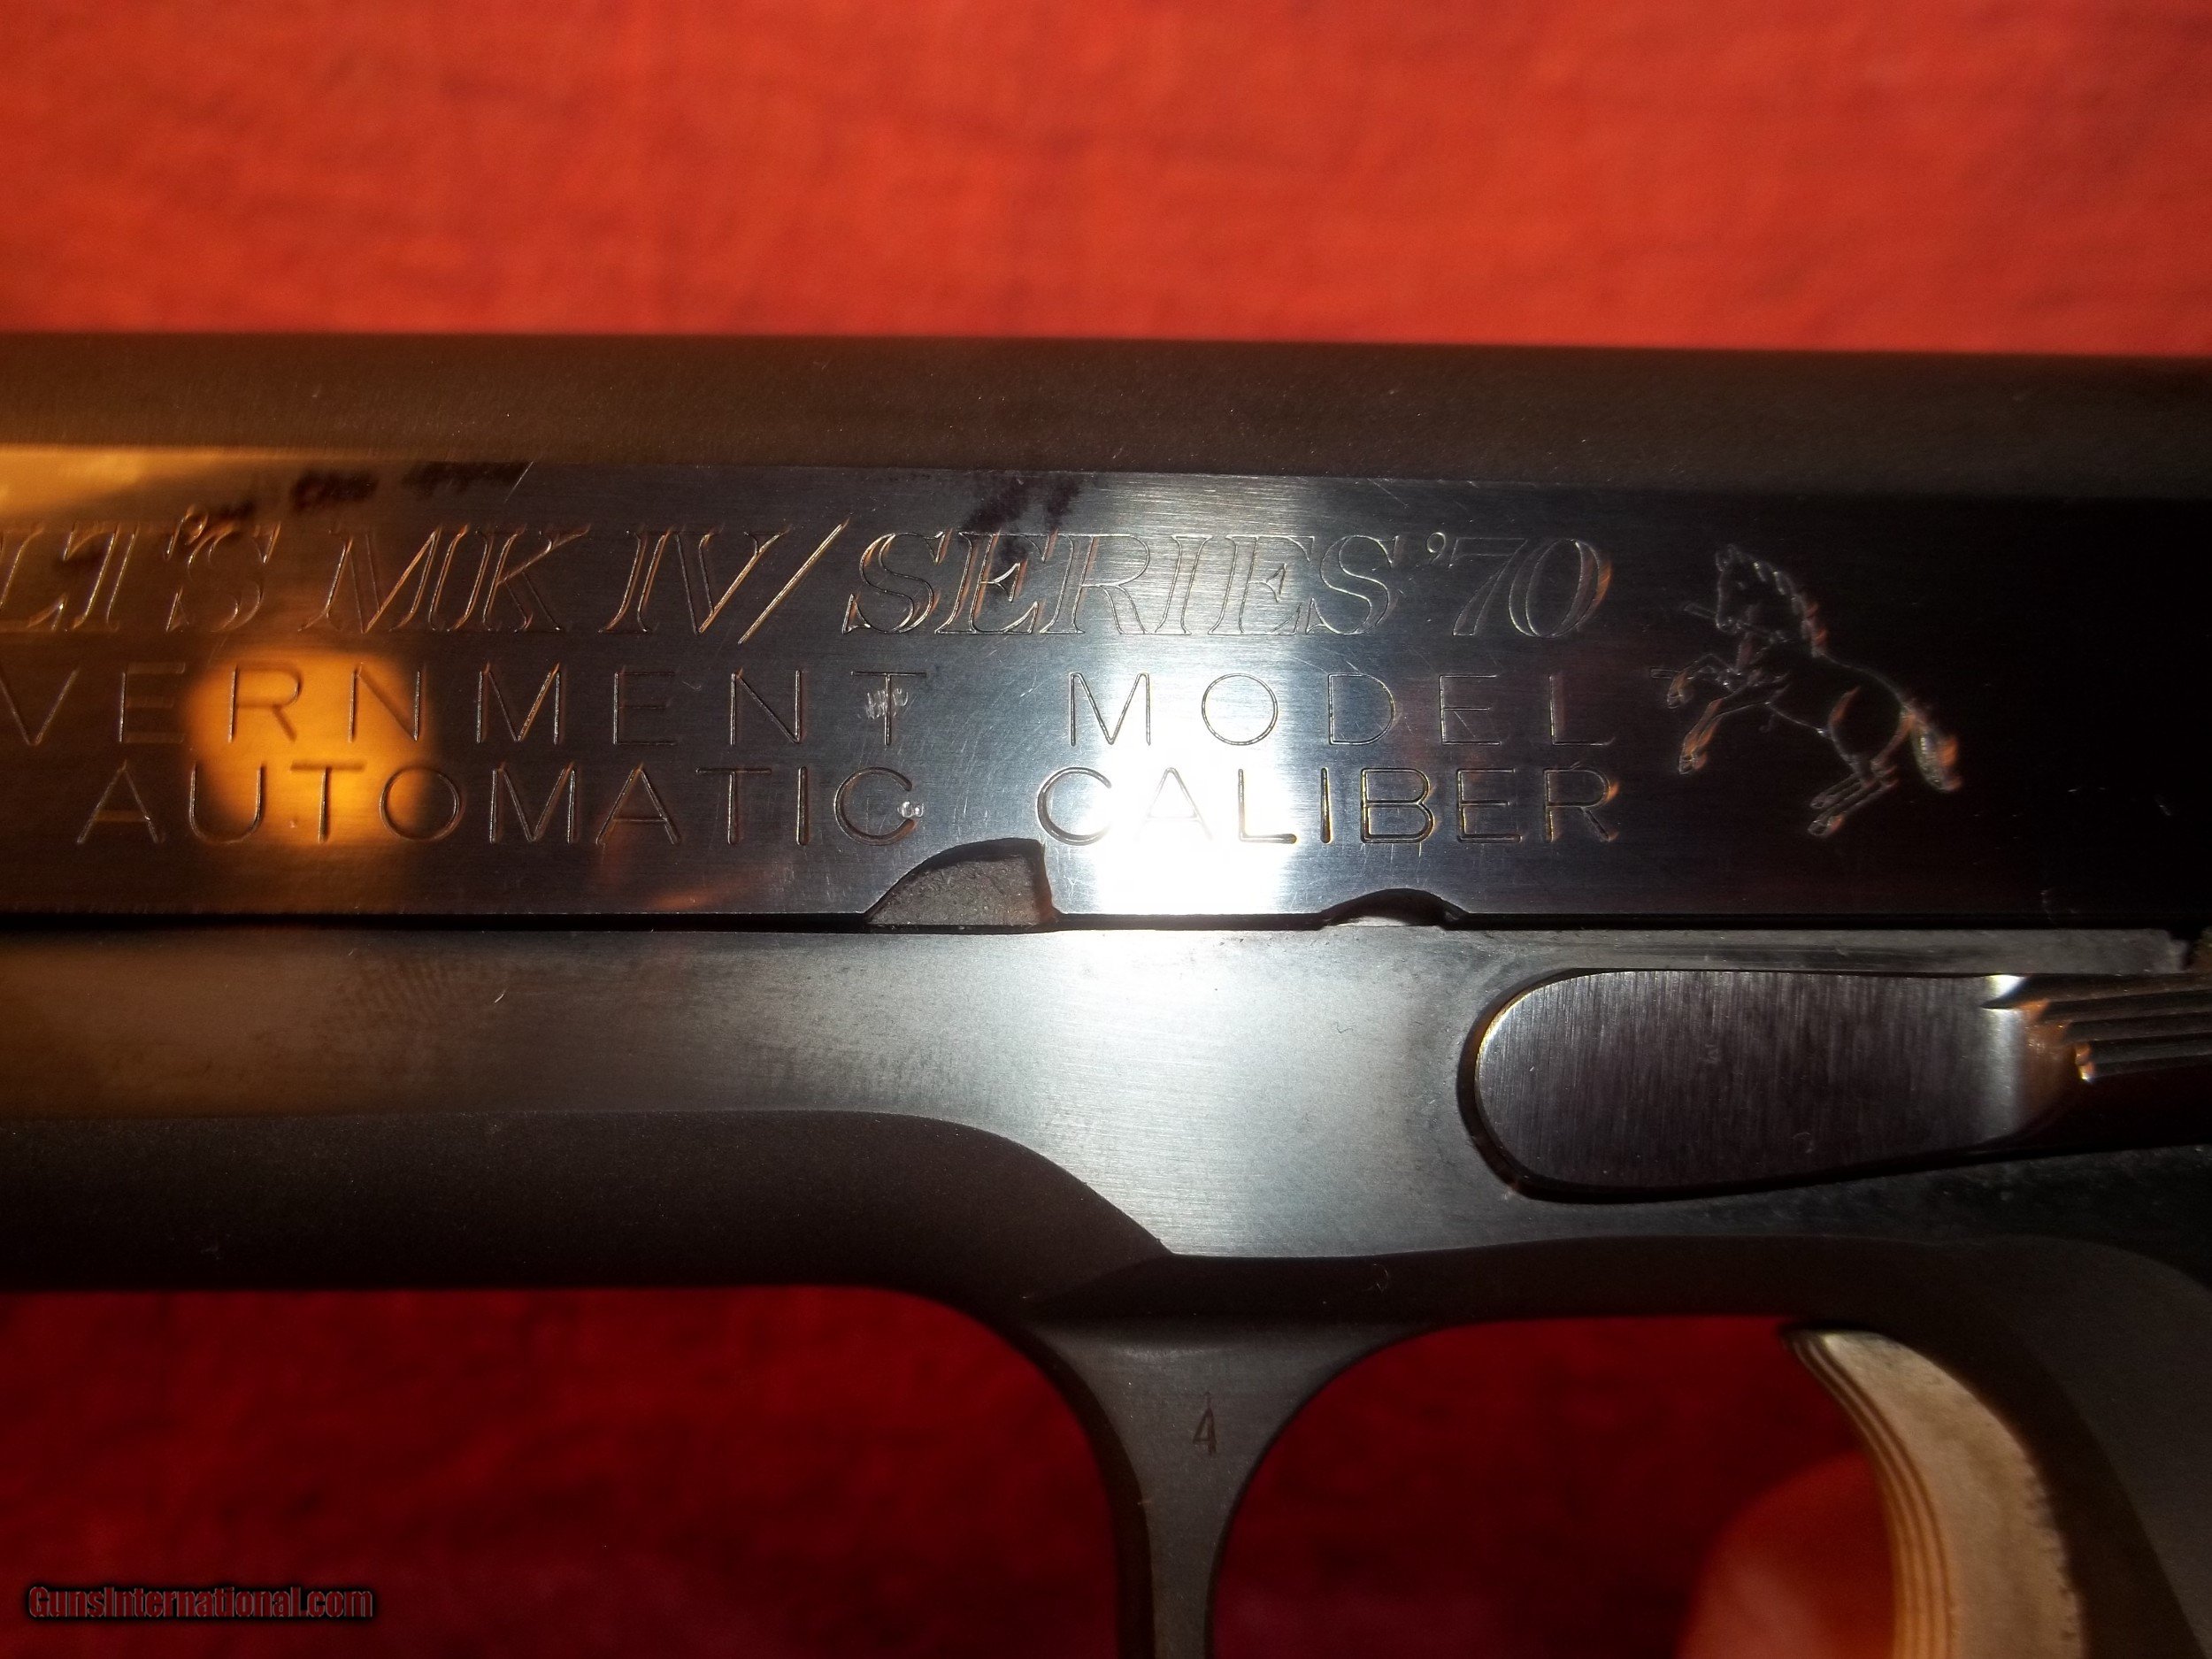 LT'S MK IV/SERIES '70
VERNMENT MODEL
AUTOMATIC CALIBER
4
GunsInternational.com